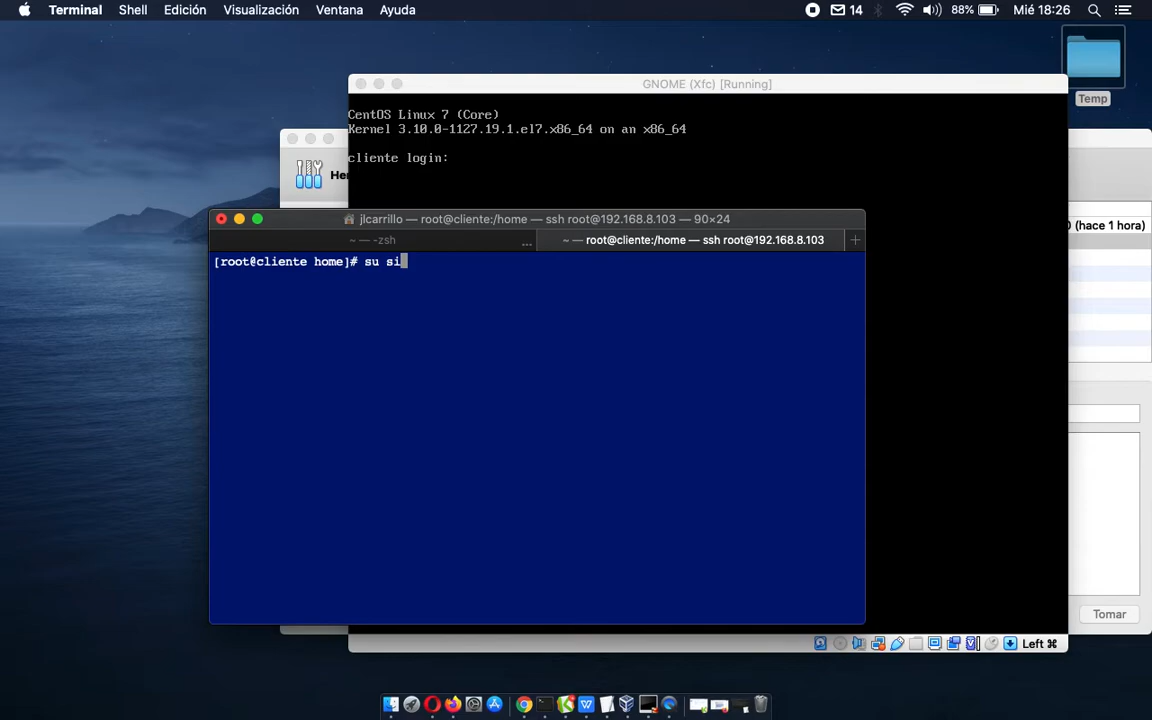 Terminal Shell Edición Visualización Ventana Ayuda 14 88% Mié 18:26
Temp
GNOME (Xfc) [Running]
CentOS Linux 7 (Core)
Kernel 3.10.0-1127.19.1.el7.x86_64 on an x86_64
cliente login:
Her
(hace 1 hora)
jlcarrillo — root@cliente:/home — ssh root@192.168.8.103 — 90×24
~ — -zsh ... ~ — root@cliente:/home — ssh root@192.168.8.103 +
[root@cliente home]# su si
Tomar
Left ⌘